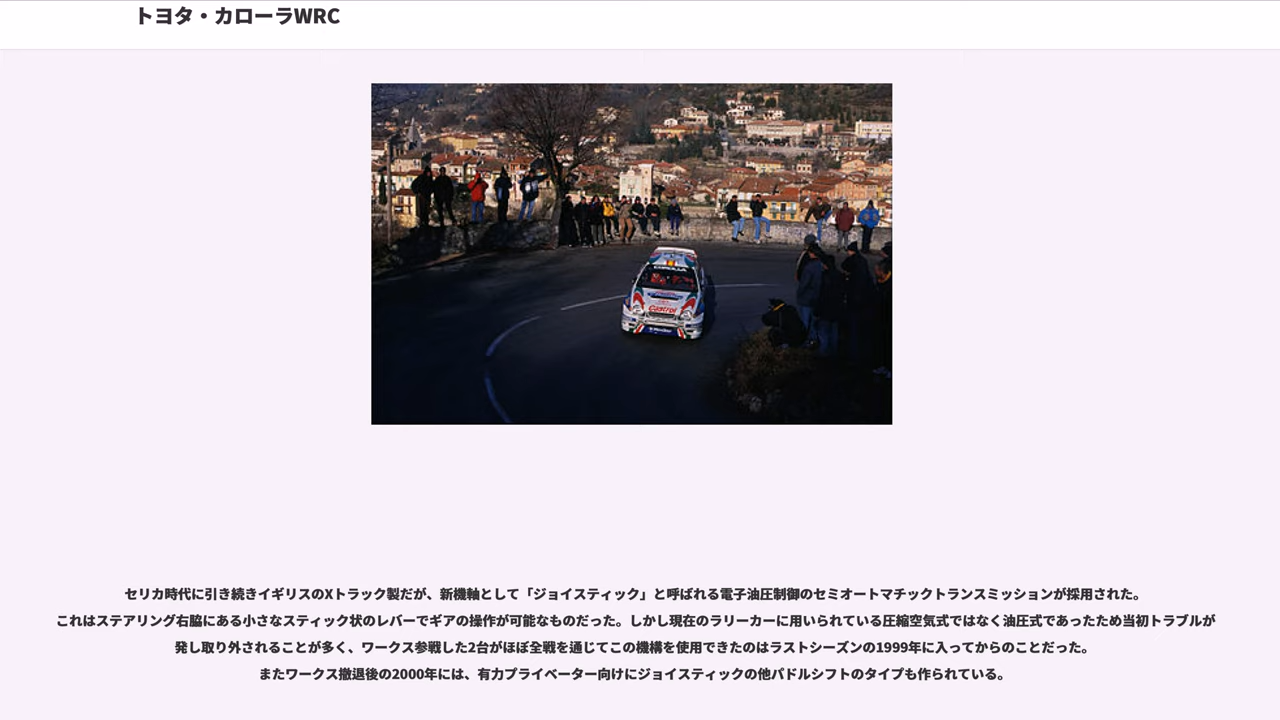 トヨタ・カローラWRC
COROLLA
Castrol
セリカ時代に引き続きイギリスのXトラック製だが、新機軸として「ジョイスティック」と呼ばれる電子油圧制御のセミオートマチックトランスミッションが採用された。
これはステアリング右脇にある小さなスティック状のレバーでギアの操作が可能なものだった。しかし現在のラリーカーに用いられている圧縮空気式ではなく油圧式であったため当初トラブルが
発し取り外されることが多く、ワークス参戦した2台がほぼ全戦を通じてこの機構を使用できたのはラストシーズンの1999年に入ってからのことだった。
またワークス撤退後の2000年には、有力プライベーター向けにジョイスティックの他パドルシフトのタイプも作られている。